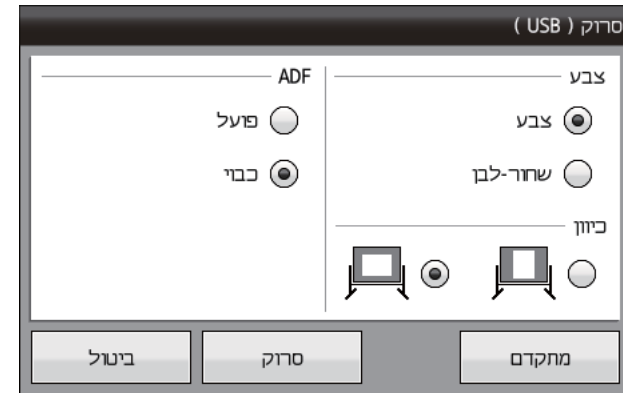 סרוק ( USB )
צבע
צבע
שחור-לבן
כיוון
ADF
פועל
כבוי
מתקדם
סרוק
ביטול